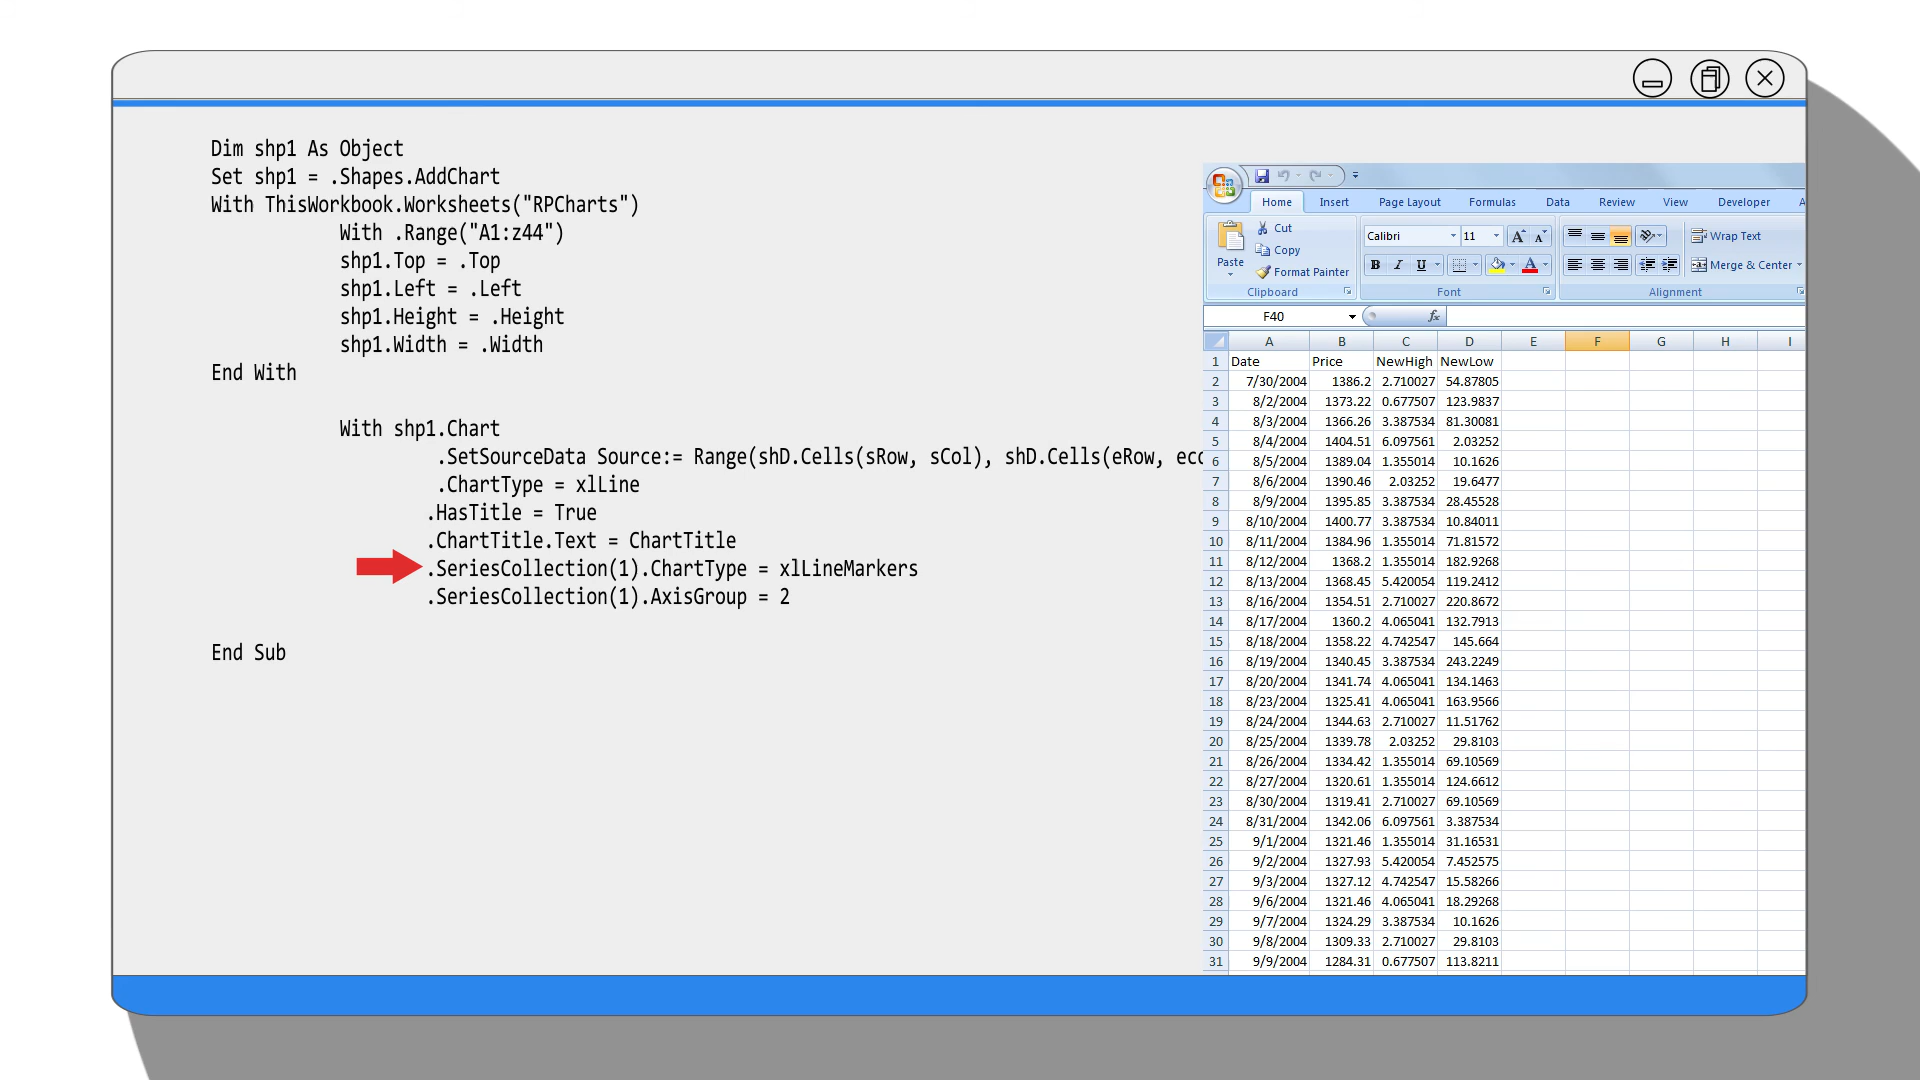 Dim shp1 As Object
Set shp1 = .Shapes.AddChart
With ThisWorkbook.Worksheets("RPCharts")
With .Range("A1:z44")
shp1.Top = .Top
shp1.Left = .Left
shp1.Height = .Height
shp1.Width = .Width
End With
With shp1.Chart
.SetSourceData Source:= Range(shD.Cells(sRow, sCol), shD.Cells(eRow, ecc
.ChartType = xlLine
.HasTitle = True
.ChartTitle.Text = ChartTitle
.SeriesCollection(1).ChartType = xlLineMarkers
.SeriesCollection(1).AxisGroup = 2
End Sub
Home Insert Page Layout Formulas Data Review View Developer A
Paste
Cut
Copy
Format Painter
Clipboard
Calibri 11
B I U
Font
Wrap Text
Merge & Center
Alignment
F40 fx
A B C D E F G H I
1 Date Price NewHigh NewLow
2 7/30/2004 1386.2 2.710027 54.87805
3 8/2/2004 1373.22 0.677507 123.9837
4 8/3/2004 1366.26 3.387534 81.30081
5 8/4/2004 1404.51 6.097561 2.03252
6 8/5/2004 1389.04 1.355014 10.1626
7 8/6/2004 1390.46 2.03252 19.6477
8 8/9/2004 1395.85 3.387534 28.45528
9 8/10/2004 1400.77 3.387534 10.84011
10 8/11/2004 1384.96 1.355014 71.81572
11 8/12/2004 1368.2 1.355014 182.9268
12 8/13/2004 1368.45 5.420054 119.2412
13 8/16/2004 1354.51 2.710027 220.8672
14 8/17/2004 1360.2 4.065041 132.7913
15 8/18/2004 1358.22 4.742547 145.664
16 8/19/2004 1340.45 3.387534 243.2249
17 8/20/2004 1341.74 4.065041 134.1463
18 8/23/2004 1325.41 4.065041 163.9566
19 8/24/2004 1344.63 2.710027 11.51762
20 8/25/2004 1339.78 2.03252 29.8103
21 8/26/2004 1334.42 1.355014 69.10569
22 8/27/2004 1320.61 1.355014 124.6612
23 8/30/2004 1319.41 2.710027 69.10569
24 8/31/2004 1342.06 6.097561 3.387534
25 9/1/2004 1321.46 1.355014 31.16531
26 9/2/2004 1327.93 5.420054 7.452575
27 9/3/2004 1327.12 4.742547 15.58266
28 9/6/2004 1321.46 4.065041 18.29268
29 9/7/2004 1324.29 3.387534 10.1626
30 9/8/2004 1309.33 2.710027 29.8103
31 9/9/2004 1284.31 0.677507 113.8211